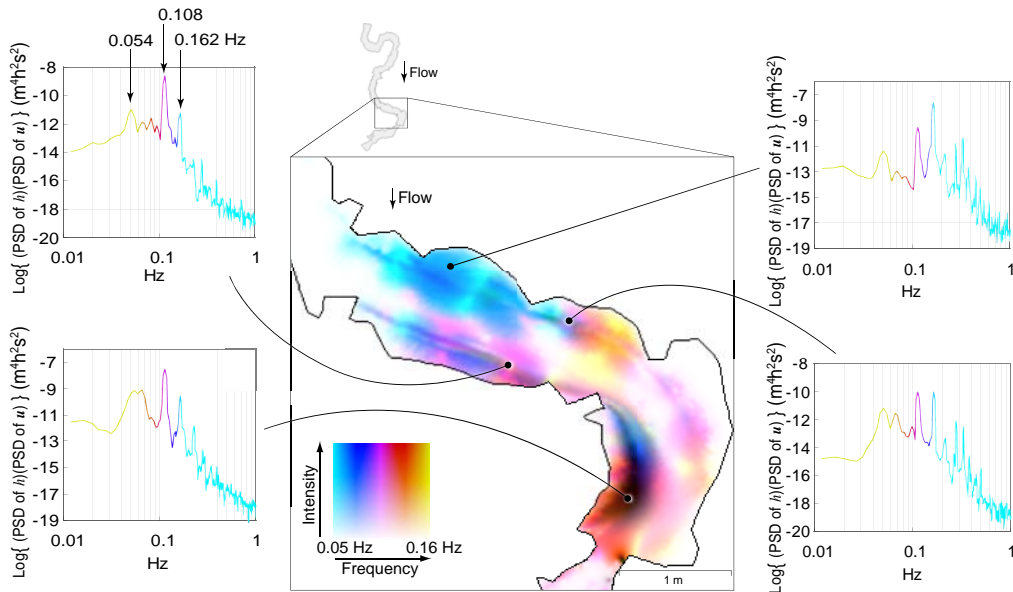 0.108
0.054
0.162 Hz
Flow
Log{ (PSD of h)(PSD of u) } (m⁴h²s²)
-8
-10
-12
-14
-18
-20
0.01
0.1
1
Hz
Log{ (PSD of h)(PSD of u) } (m⁴h²s²)
-7
-9
-11
-13
-15
-17
-19
0.01
0.1
1
Hz
Flow
Log{ (PSD of h)(PSD of u) } (m⁴h²s²)
-7
-9
-11
-13
-15
-17
-19
0.01
0.1
1
Hz
Intensity
0.05 Hz
0.16 Hz
Frequency
1 m
Log{ (PSD of h)(PSD of u) } (m⁴h²s²)
-8
-10
-12
-14
-16
-18
-20
0.01
0.1
1
Hz